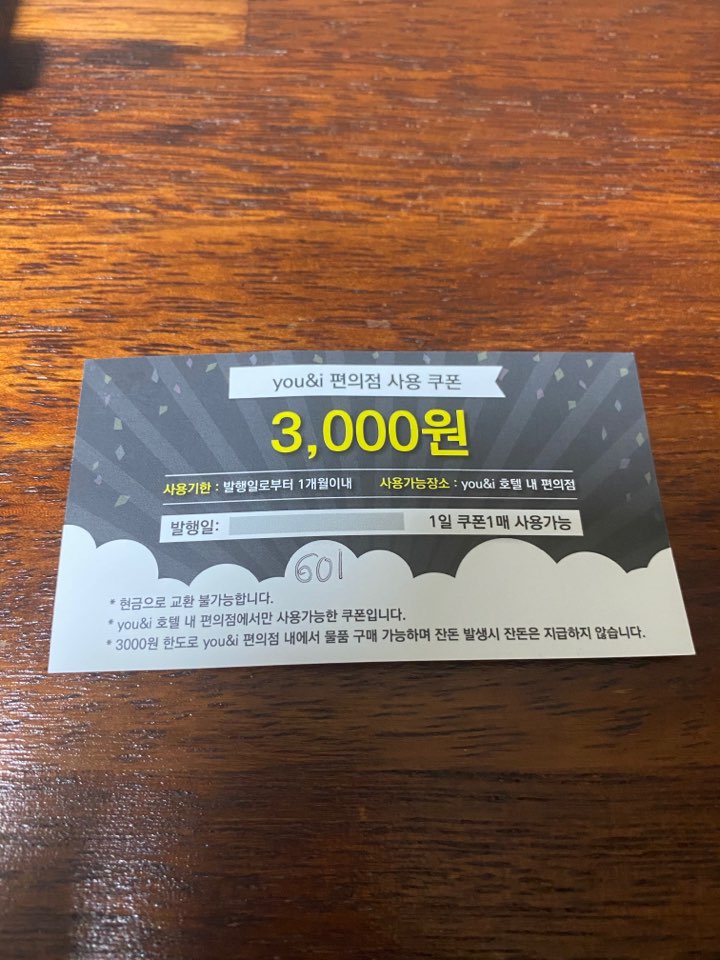 you&i 편의점 사용 쿠폰
3,000원
사용기한 : 발행일로부터 1개월이내 사용가능장소 : you&i 호텔 내 편의점
발행일: 1일 쿠폰1매 사용가능
601
* 현금으로 교환 불가능합니다.
* you&i 호텔 내 편의점에서만 사용가능한 쿠폰입니다.
* 3000원 한도로 you&i 편의점 내에서 물품 구매 가능하며 잔돈 발생시 잔돈은 지급하지 않습니다.